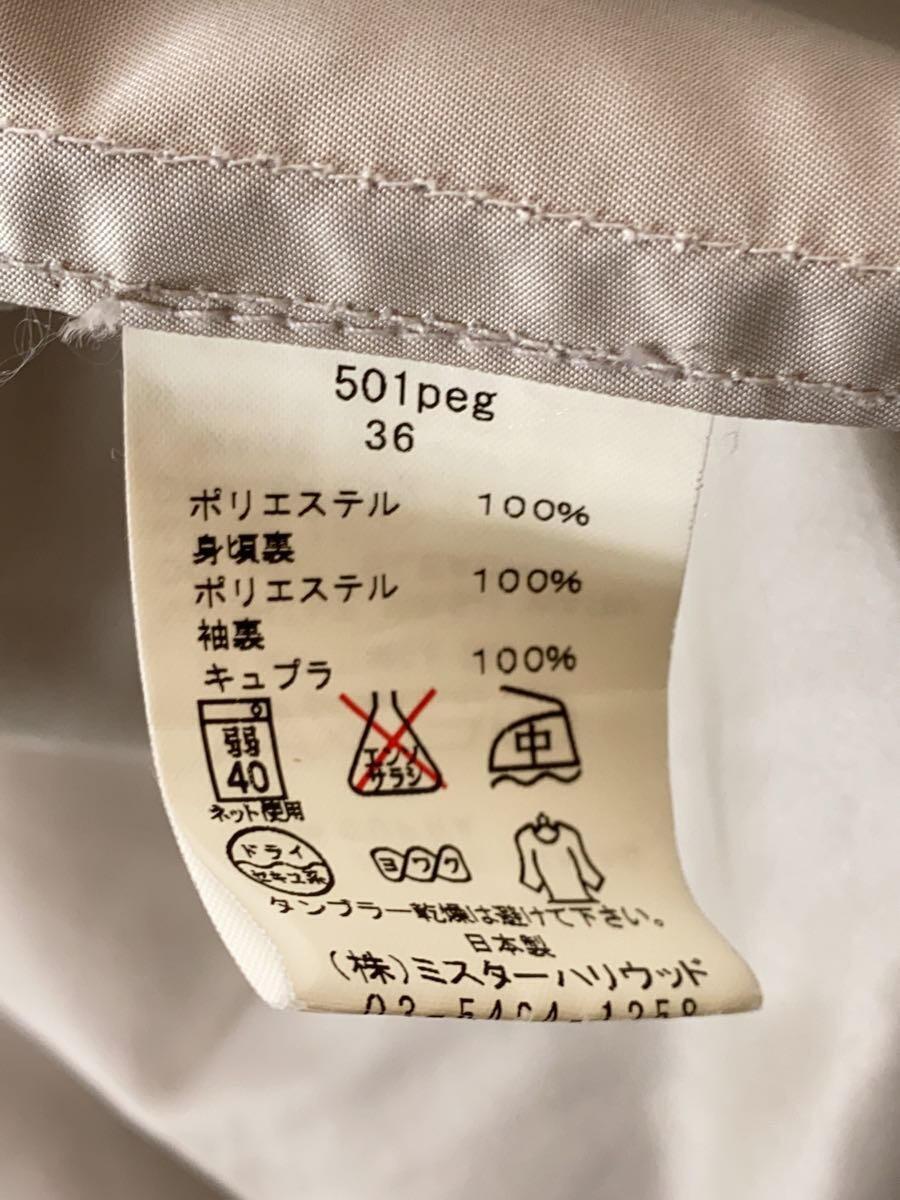 501peg
36
ポリエステル 100%
身頃裏
ポリエステル 100%
袖裏
キュプラ 100%
弱
40
ネット使用
エンソ
サラシ
中
ドライ
セキユ系
ヨワク
タンブラー乾燥は避けて下さい。
日本製
(株)ミスターハリウッド